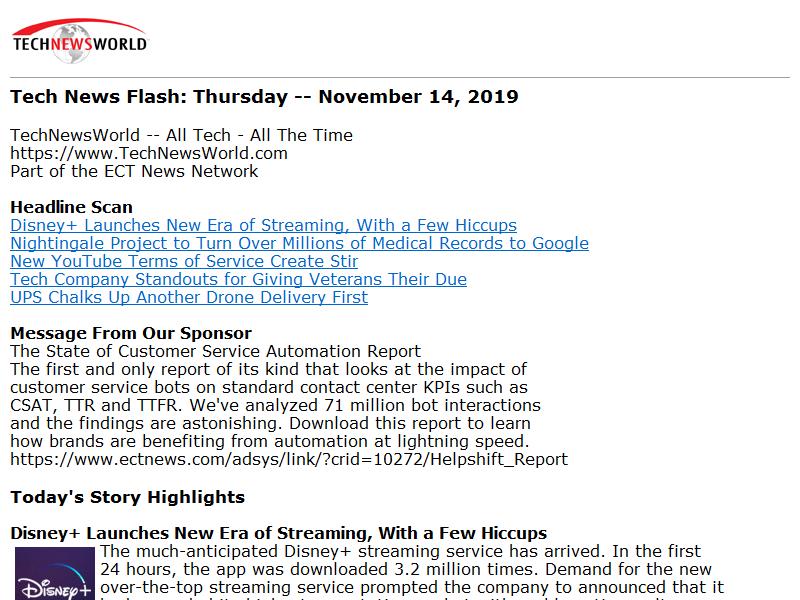 TECHNEWSWORLD
Tech News Flash: Thursday -- November 14, 2019
TechNewsWorld -- All Tech - All The Time
https://www.TechNewsWorld.com
Part of the ECT News Network
Headline Scan
Disney+ Launches New Era of Streaming, With a Few Hiccups
Nightingale Project to Turn Over Millions of Medical Records to Google
New YouTube Terms of Service Create Stir
Tech Company Standouts for Giving Veterans Their Due
UPS Chalks Up Another Drone Delivery First
Message From Our Sponsor
The State of Customer Service Automation Report
The first and only report of its kind that looks at the impact of
customer service bots on standard contact center KPIs such as
CSAT, TTR and TTFR. We've analyzed 71 million bot interactions
and the findings are astonishing. Download this report to learn
how brands are benefiting from automation at lightning speed.
https://www.ectnews.com/adsys/link/?crid=10272/Helpshift_Report
Today's Story Highlights
Disney+ Launches New Era of Streaming, With a Few Hiccups
The much-anticipated Disney+ streaming service has arrived. In the first
24 hours, the app was downloaded 3.2 million times. Demand for the new
Disney+
over-the-top streaming service prompted the company to announced that it